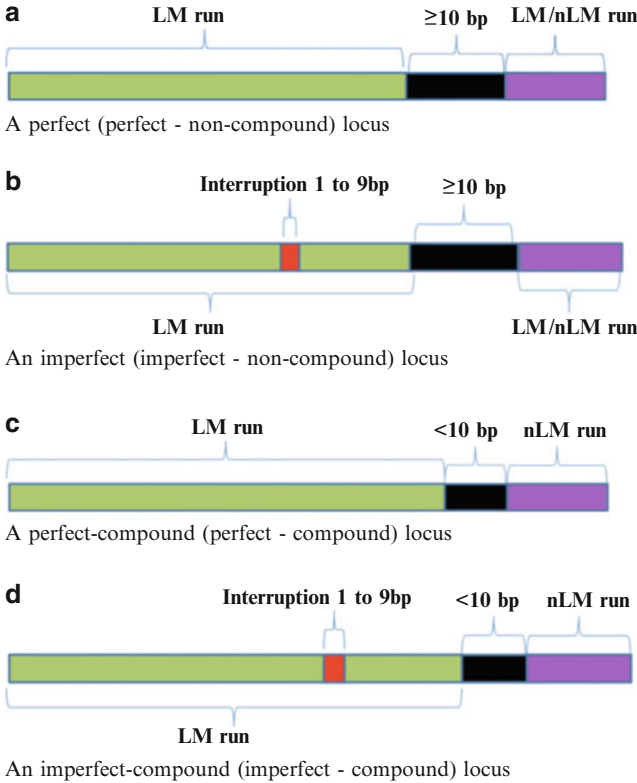 a
LM run
≥10 bp
LM/nLM run
A perfect (perfect - non-compound) locus
b
Interruption 1 to 9bp
≥10 bp
LM run
LM/nLM run
An imperfect (imperfect - non-compound) locus
c
LM run
<10 bp
nLM run
A perfect-compound (perfect - compound) locus
d
Interruption 1 to 9bp
<10 bp
nLM run
LM run
An imperfect-compound (imperfect - compound) locus